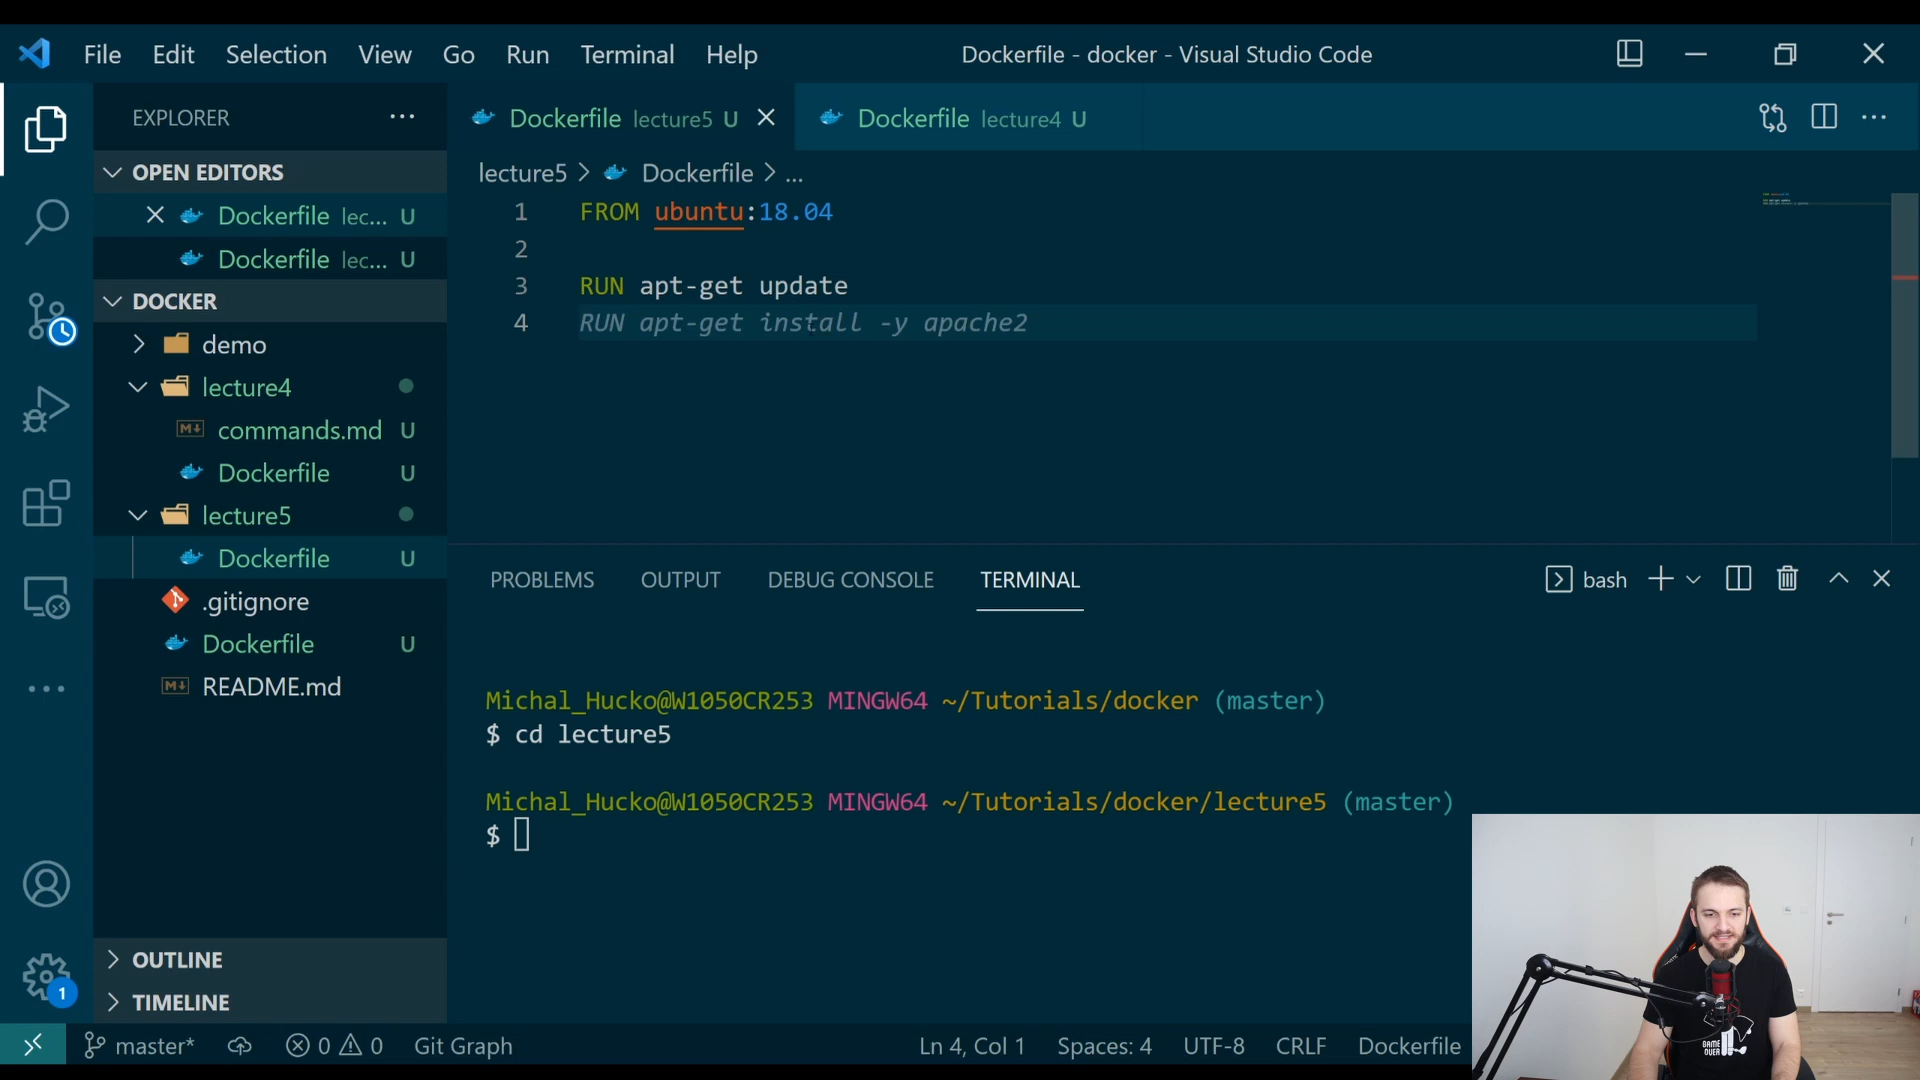 File Edit Selection View Go Run Terminal Help Dockerfile - docker - Visual Studio Code
EXPLORER
Dockerfile lecture5 U
Dockerfile lecture4 U
OPEN EDITORS
Dockerfile lec... U
Dockerfile lec... U
DOCKER
demo
lecture4
commands.md U
Dockerfile U
lecture5
Dockerfile U
.gitignore
Dockerfile U
README.md
OUTLINE
TIMELINE
lecture5 > Dockerfile > ...
1 FROM ubuntu:18.04
2
3 RUN apt-get update
4 RUN apt-get install -y apache2
PROBLEMS OUTPUT DEBUG CONSOLE TERMINAL
bash
Michal_Hucko@W1050CR253 MINGW64 ~/Tutorials/docker (master)
$ cd lecture5
Michal_Hucko@W1050CR253 MINGW64 ~/Tutorials/docker/lecture5 (master)
$
GAME
OVER
1
master* 0 0 Git Graph Ln 4, Col 1 Spaces: 4 UTF-8 CRLF Dockerfile